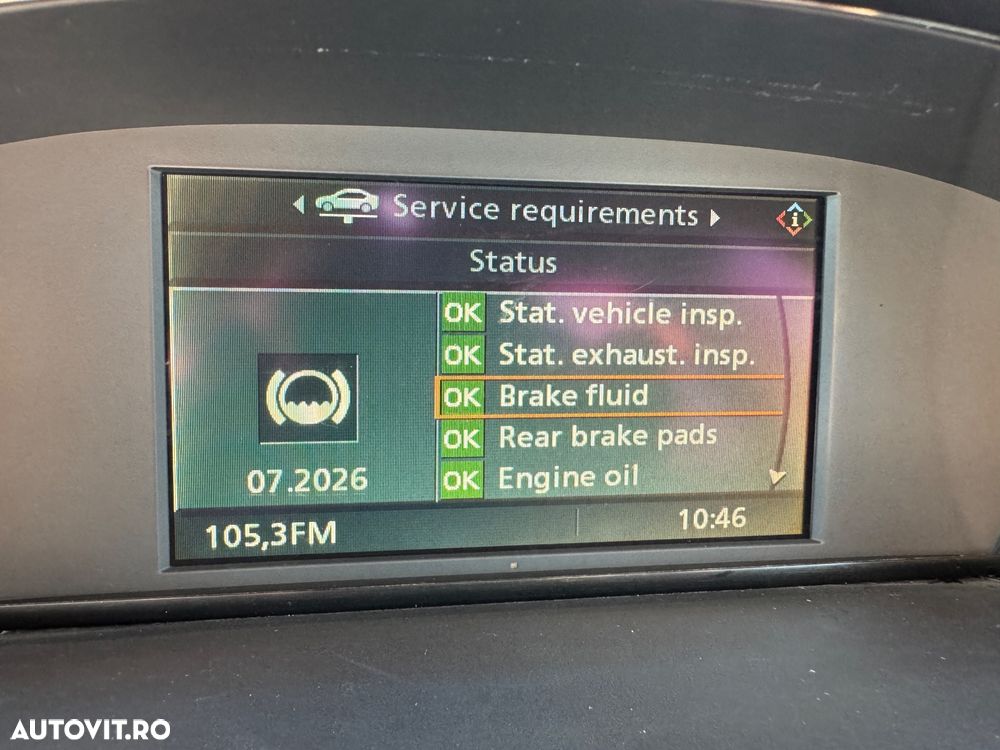 Service requirements
i
Status
OK Stat. vehicle insp.
OK Stat. exhaust. insp.
OK Brake fluid
OK Rear brake pads
OK Engine oil
07.2026
105,3FM
10:46
AUTOVIT.RO